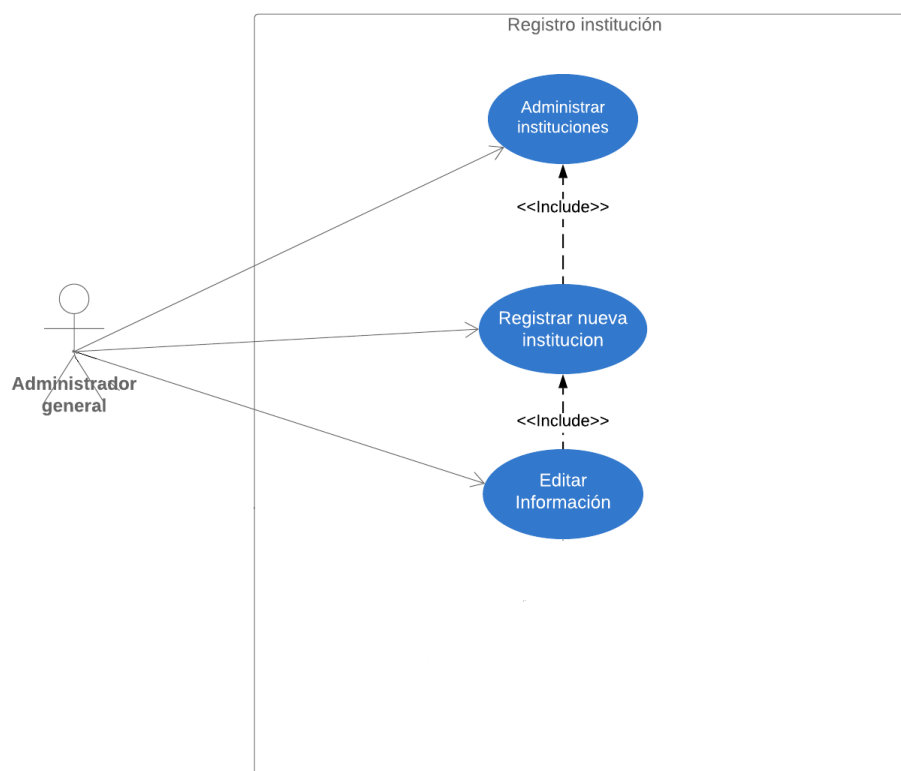 Registro institución
Administrar
instituciones
<<Include>>
Registrar nueva
institucion
Administrador
general
<<Include>>
Editar
Información